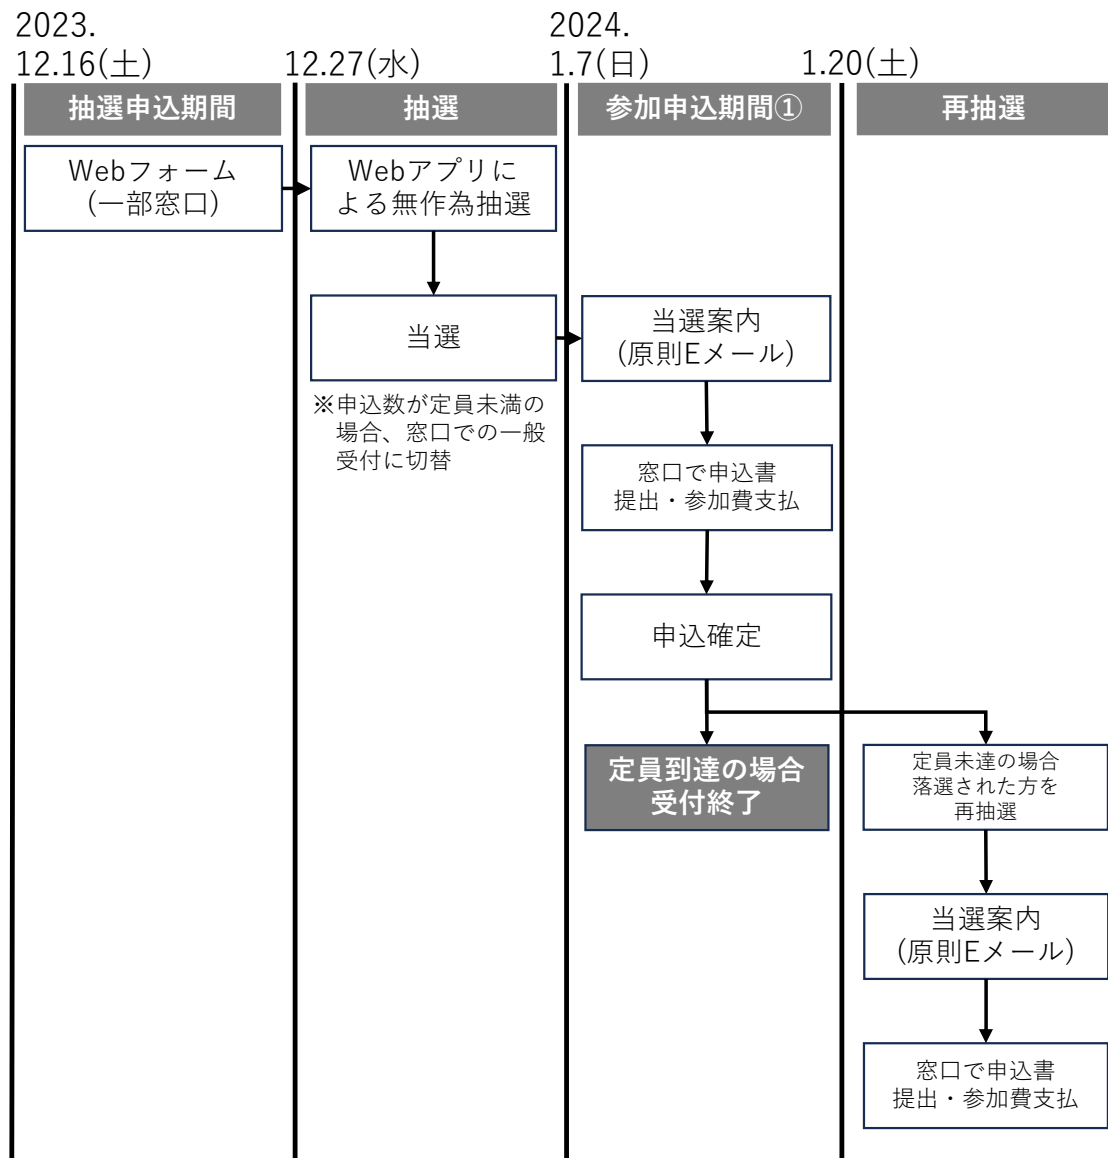 2023.
12.16(土)
12.27(水)
2024.
1.7(日)
1.20(土)
抽選申込期間
抽選
参加申込期間①
再抽選
Webフォーム
(一部窓口)
Webアプリに
よる無作為抽選
当選
※申込数が定員未満の
場合、窓口での一般
受付に切替
当選案内
(原則Eメール)
窓口で申込書
提出・参加費支払
申込確定
定員到達の場合
受付終了
定員未達の場合
落選された方を
再抽選
当選案内
(原則Eメール)
窓口で申込書
提出・参加費支払